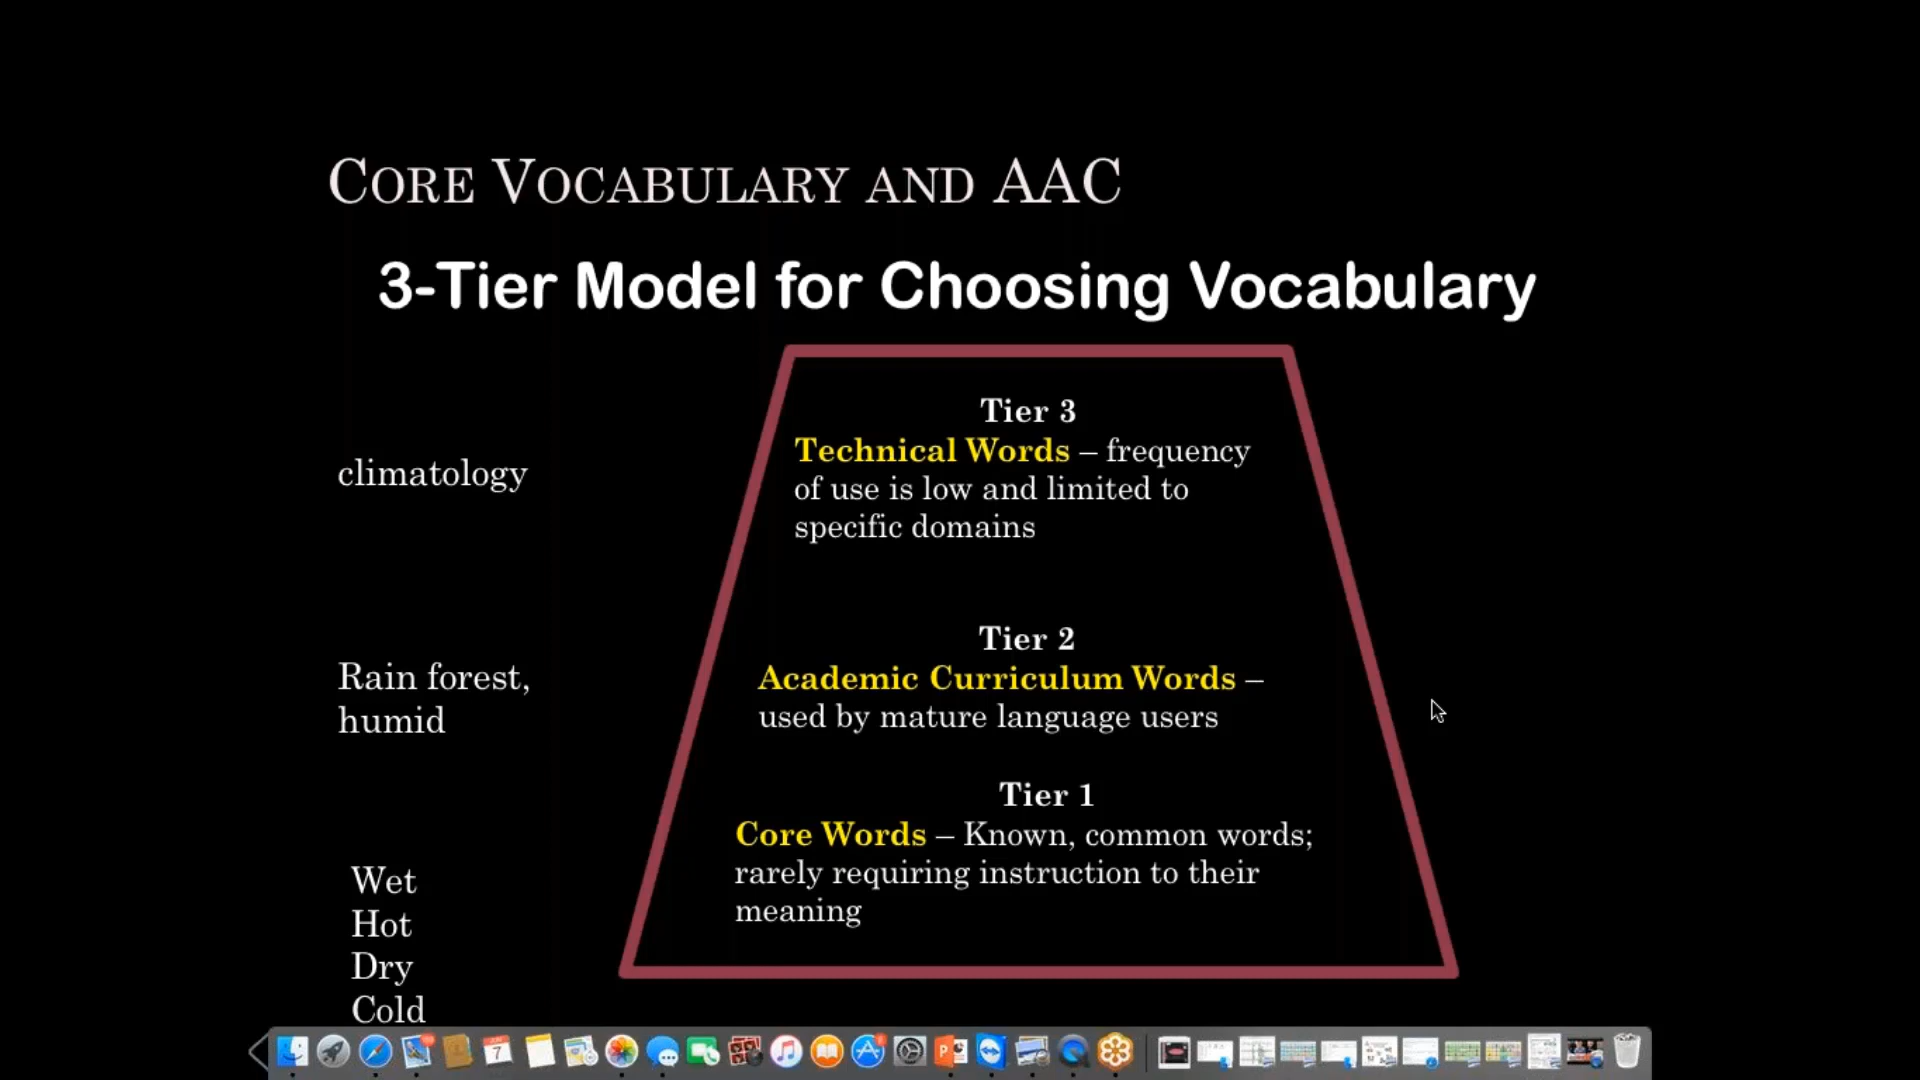 CORE VOCABULARY AND AAC
3-Tier Model for Choosing Vocabulary
climatology
Tier 3
Technical Words – frequency
of use is low and limited to
specific domains
Rain forest,
humid
Tier 2
Academic Curriculum Words –
used by mature language users
Tier 1
Core Words – Known, common words;
rarely requiring instruction to their
meaning
Wet
Hot
Dry
Cold
7